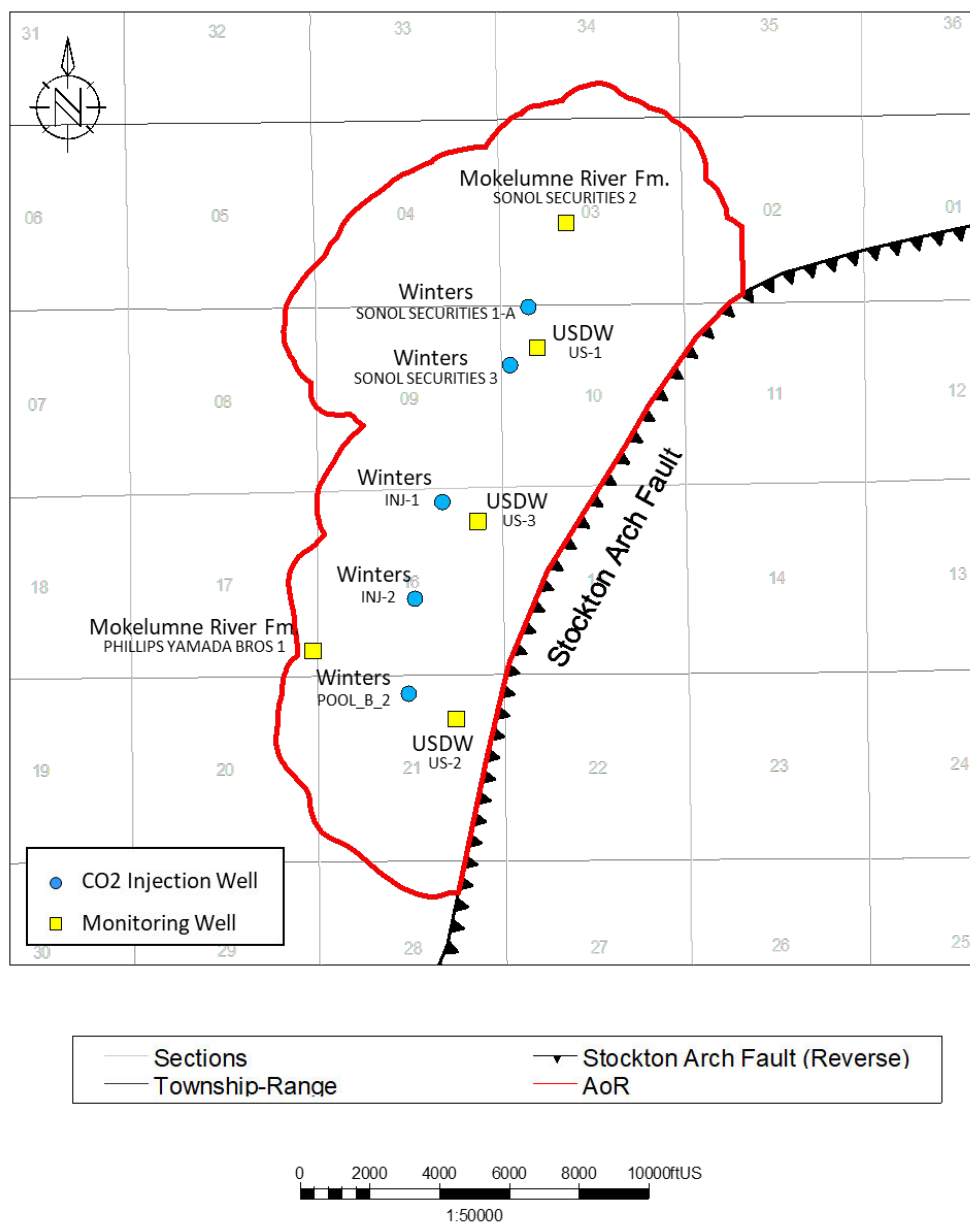 31
32
33
34
35
36
N
Mokelumne River Fm.
SONOL SECURITIES 2
06
05
04
03
02
01
Winters
SONOL SECURITIES 1-A
USDW
US-1
Winters
SONOL SECURITIES 3
07
08
09
10
11
12
Winters
INJ-1
USDW
US-3
Stockton Arch Fault
18
17
Winters
INJ-2
14
13
Mokelumne River Fm.
PHILLIPS YAMADA BROS 1
Winters
POOL_B_2
USDW
US-2
19
20
21
22
23
24
CO2 Injection Well
Monitoring Well
30
29
28
27
26
25
Sections
Stockton Arch Fault (Reverse)
Township-Range
AoR
0 2000 4000 6000 8000 10000ftUS
1:50000